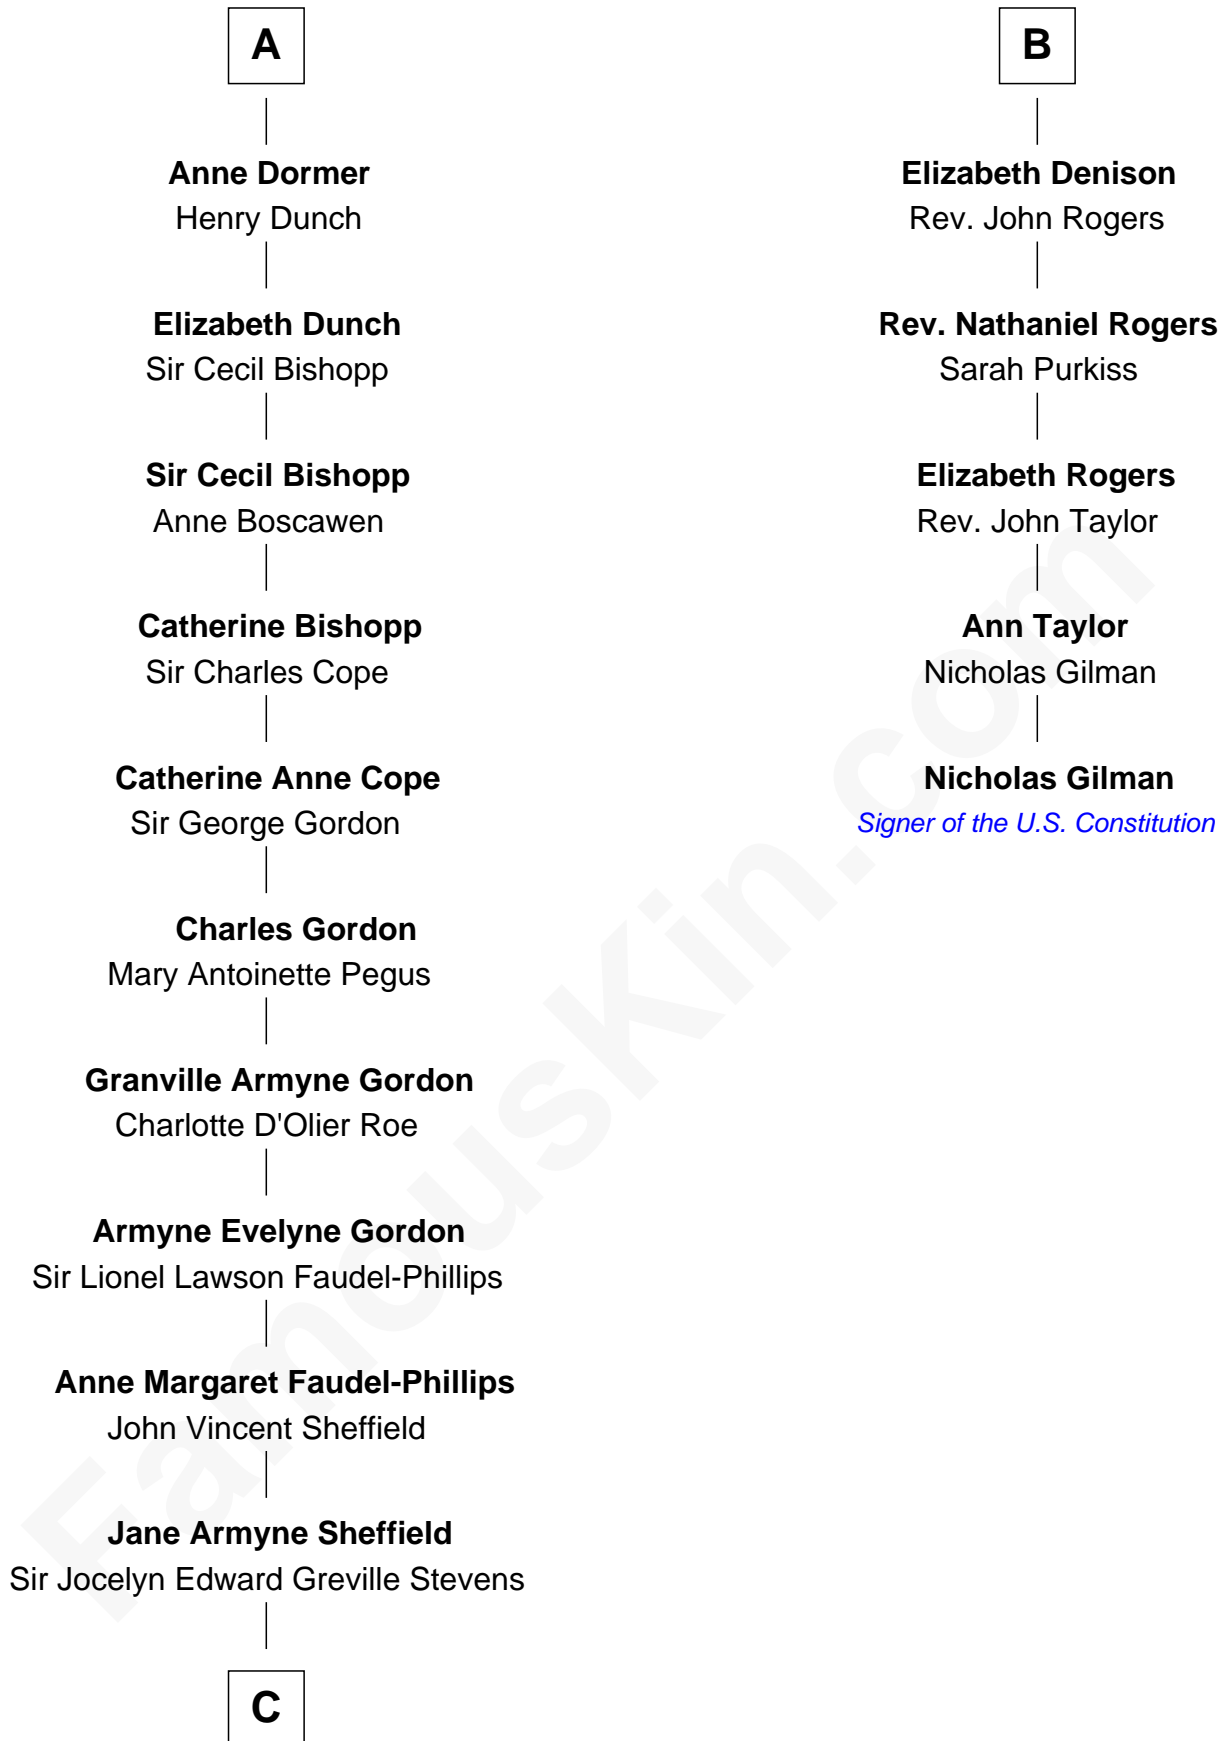 A
Anne Dormer
Henry Dunch
Elizabeth Dunch
Sir Cecil Bishopp
Sir Cecil Bishopp
Anne Boscawen
Catherine Bishopp
Sir Charles Cope
Catherine Anne Cope
Sir George Gordon
Charles Gordon
Mary Antoinette Pegus
Granville Armyne Gordon
Charlotte D'Olier Roe
Armyne Evelyne Gordon
Sir Lionel Lawson Faudel-Phillips
Anne Margaret Faudel-Phillips
John Vincent Sheffield
Jane Armyne Sheffield
Sir Jocelyn Edward Greville Stevens
C
B
Elizabeth Denison
Rev. John Rogers
Rev. Nathaniel Rogers
Sarah Purkiss
Elizabeth Rogers
Rev. John Taylor
Ann Taylor
Nicholas Gilman
Nicholas Gilman
Signer of the U.S. Constitution
FamousKin.com